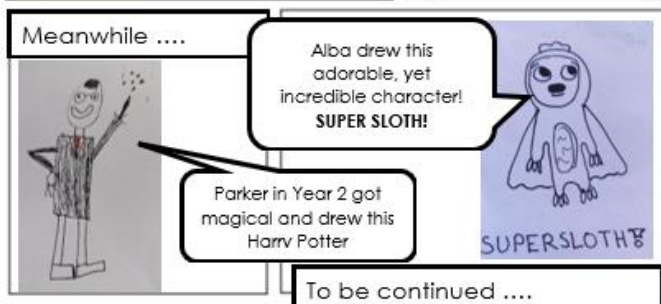 Meanwhile ....
Alba drew this
adorable, yet
incredible character!
SUPER SLOTH!
Parker in Year 2 got
magical and drew this
Harry Potter
SUPERSLOTH
To be continued ....